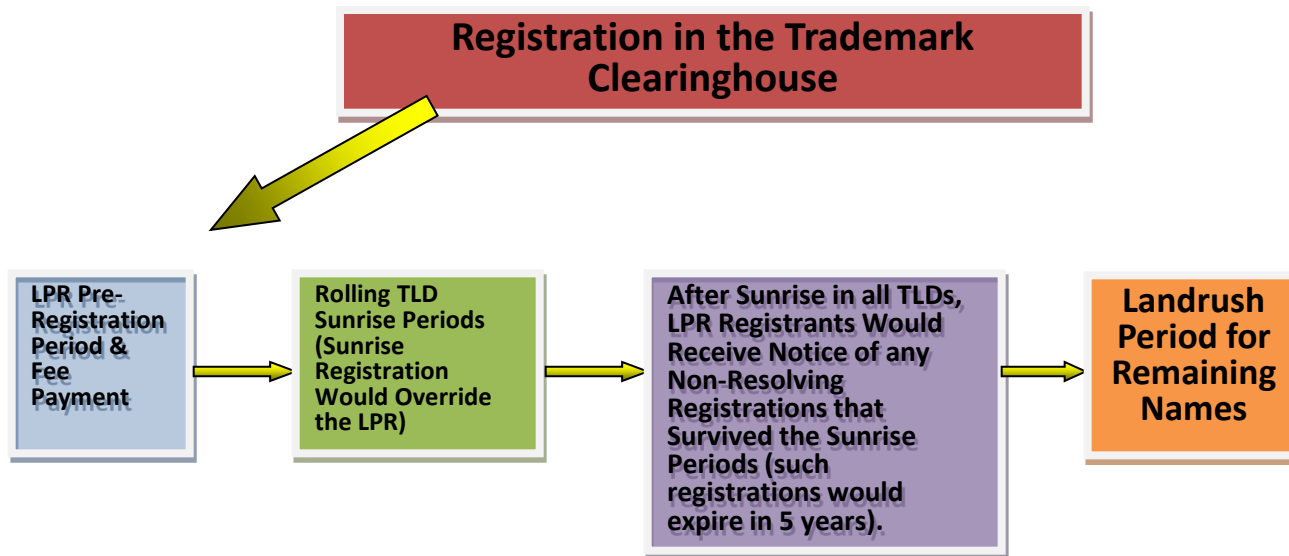 Registration in the Trademark
Clearinghouse
LPR Pre-
Registration
Period &
Fee
Payment
Rolling TLD
Sunrise Periods
(Sunrise
Registration
Would Override
the LPR)
After Sunrise in all TLDs,
LPR Registrants Would
Receive Notice of any
Non-Resolving
Registrations that
Survived the Sunrise
Periods (such
registrations would
expire in 5 years).
Landrush
Period for
Remaining
Names